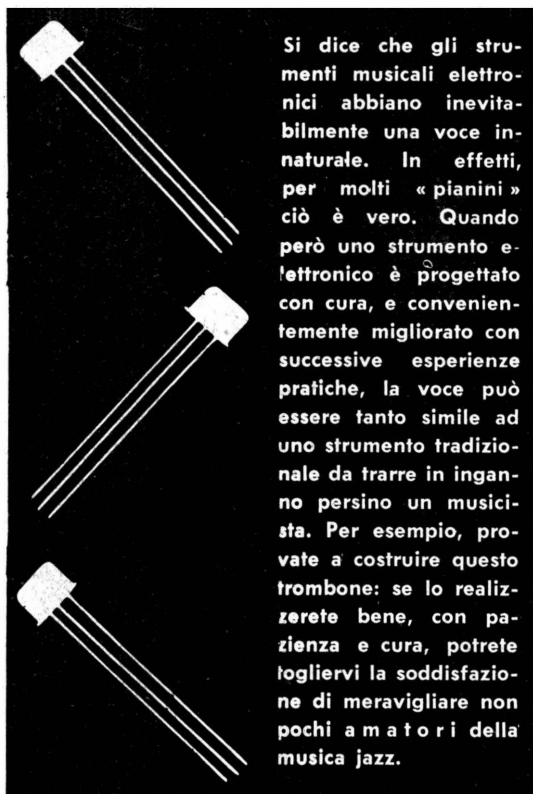 Si dice che gli stru-
menti musicali elettro-
nici abbiano inevita-
bilmente una voce in-
naturale. In effetti,
per molti « pianini »
ciò è vero. Quando
però uno strumento e-
lettronico è progettato
con cura, e convenien-
temente migliorato con
successive esperienze
pratiche, la voce può
essere tanto simile ad
uno strumento tradizio-
nale da trarre in ingan-
no persino un musici-
sta. Per esempio, pro-
vate a costruire questo
trombone: se lo realiz-
zerete bene, con pa-
zienza e cura, potrete
togliervi la soddisfazio-
ne di meravigliare non
pochi amatori della
musica jazz.